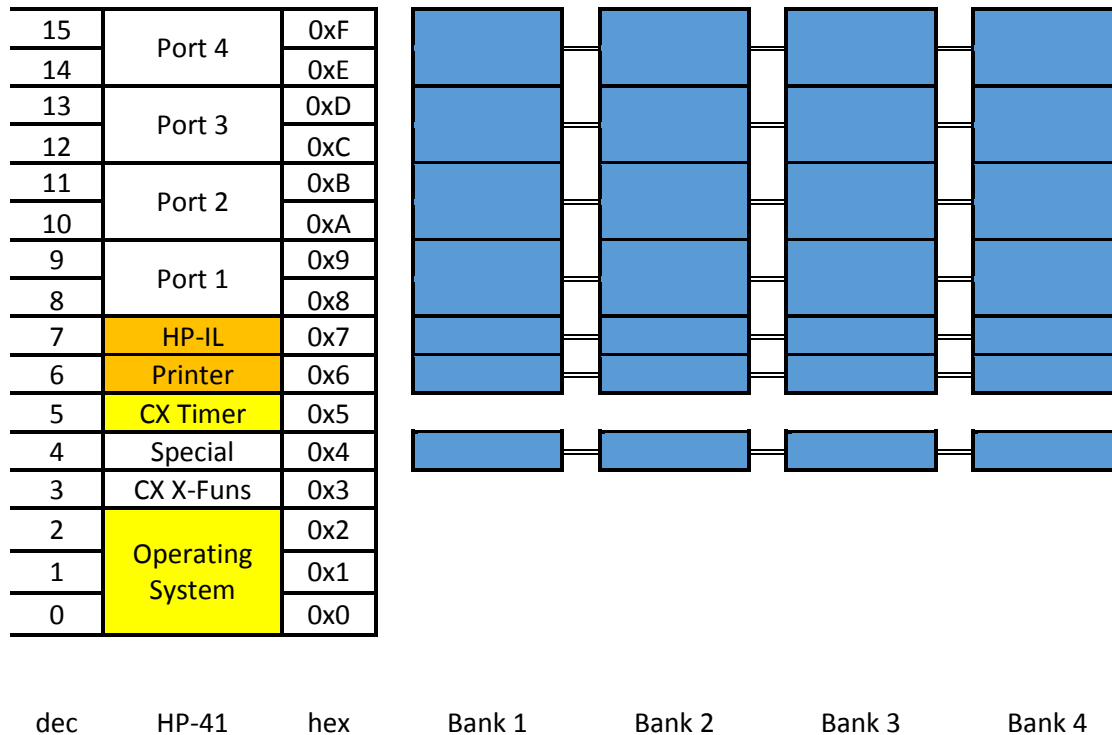 15 Port 4 0xF
14 0xE
13 Port 3 0xD
12 0xC
11 Port 2 0xB
10 0xA
9 Port 1 0x9
8 0x8
7 HP-IL 0x7
6 Printer 0x6
5 CX Timer 0x5
4 Special 0x4
3 CX X-Funs 0x3
2 Operating System 0x2
1 0x1
0 0x0
dec HP-41 hex Bank 1 Bank 2 Bank 3 Bank 4